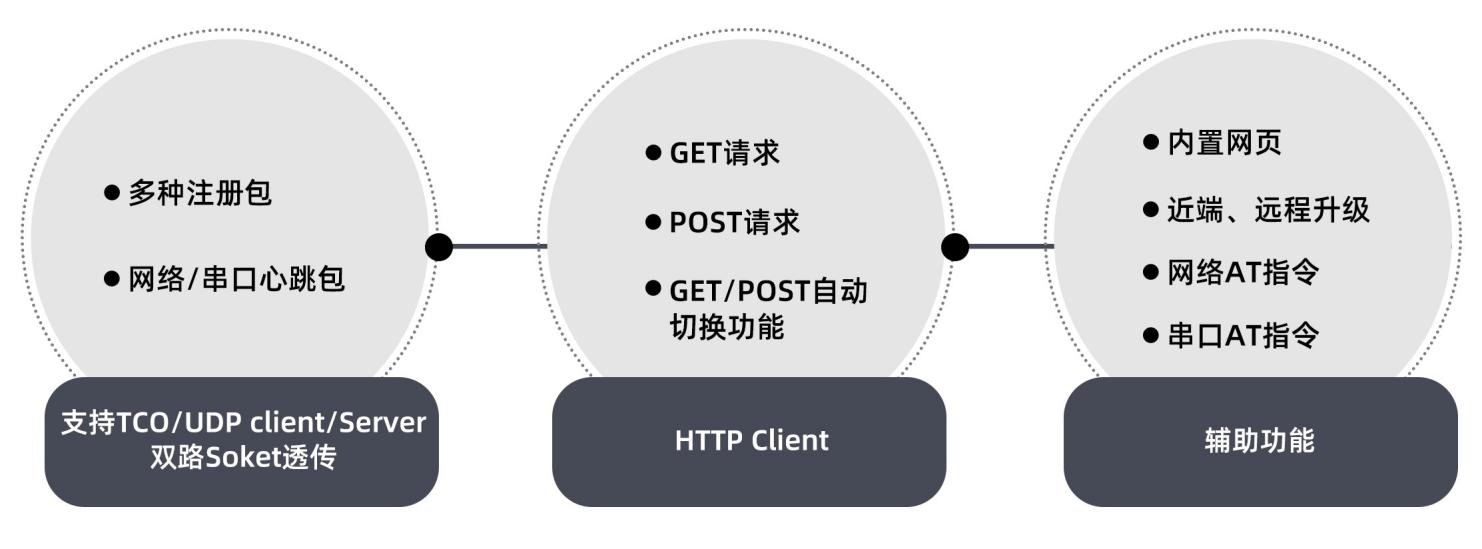 多种注册包
网络/串口心跳包
支持TCO/UDP client/Server
双路Soket透传
GET请求
POST请求
GET/POST自动
切换功能
HTTP Client
内置网页
近端、远程升级
网络AT指令
串口AT指令
辅助功能